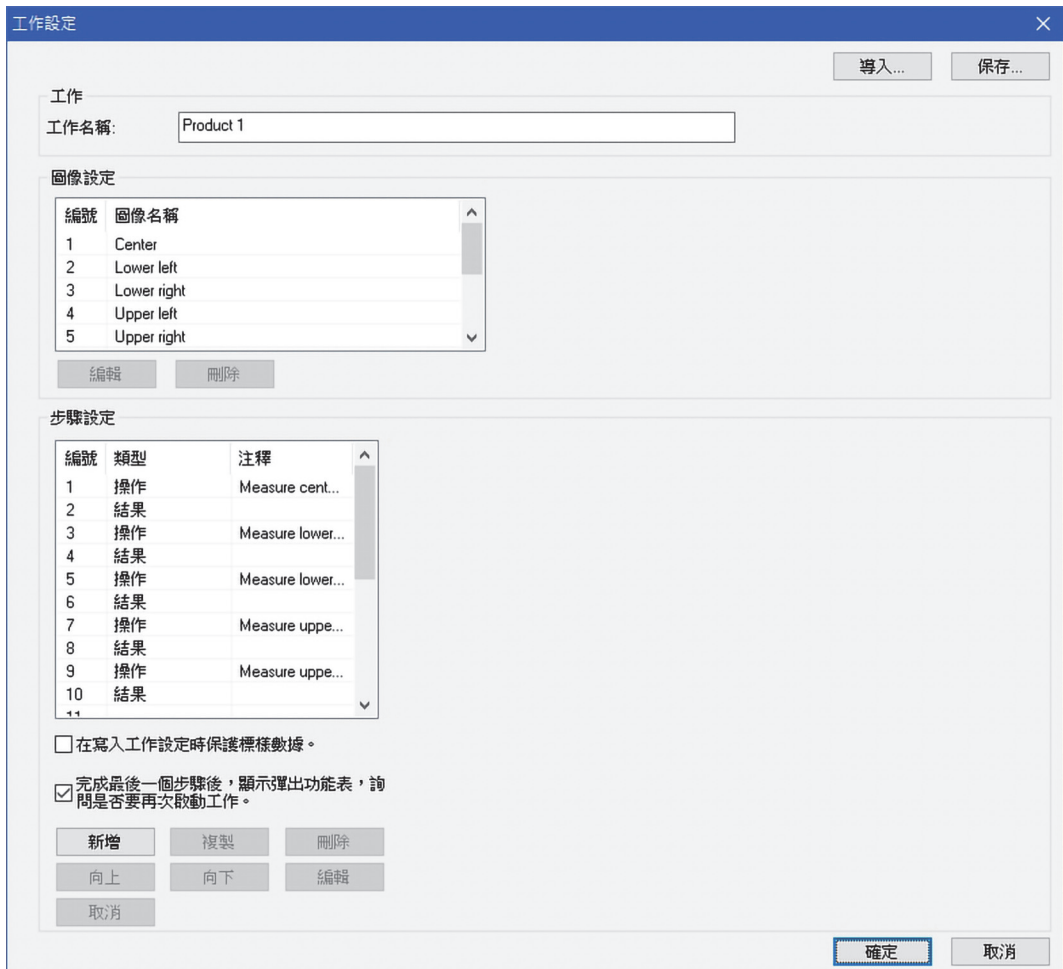 工作設定
導入... 保存...
工作
工作名稱: Product 1
圖像設定
編號 圖像名稱
1 Center
2 Lower left
3 Lower right
4 Upper left
5 Upper right
編輯 刪除
步驟設定
編號 類型 注釋
1 操作 Measure cent...
2 結果
3 操作 Measure lower...
4 結果
5 操作 Measure lower...
6 結果
7 操作 Measure uppe...
8 結果
9 操作 Measure uppe...
10 結果
11
在寫入工作設定時保護標樣數據。
完成最後一個步驟後，顯示彈出功能表，詢
問是否要再次啟動工作。
新增 複製 刪除
向上 向下 編輯
取消
確定 取消